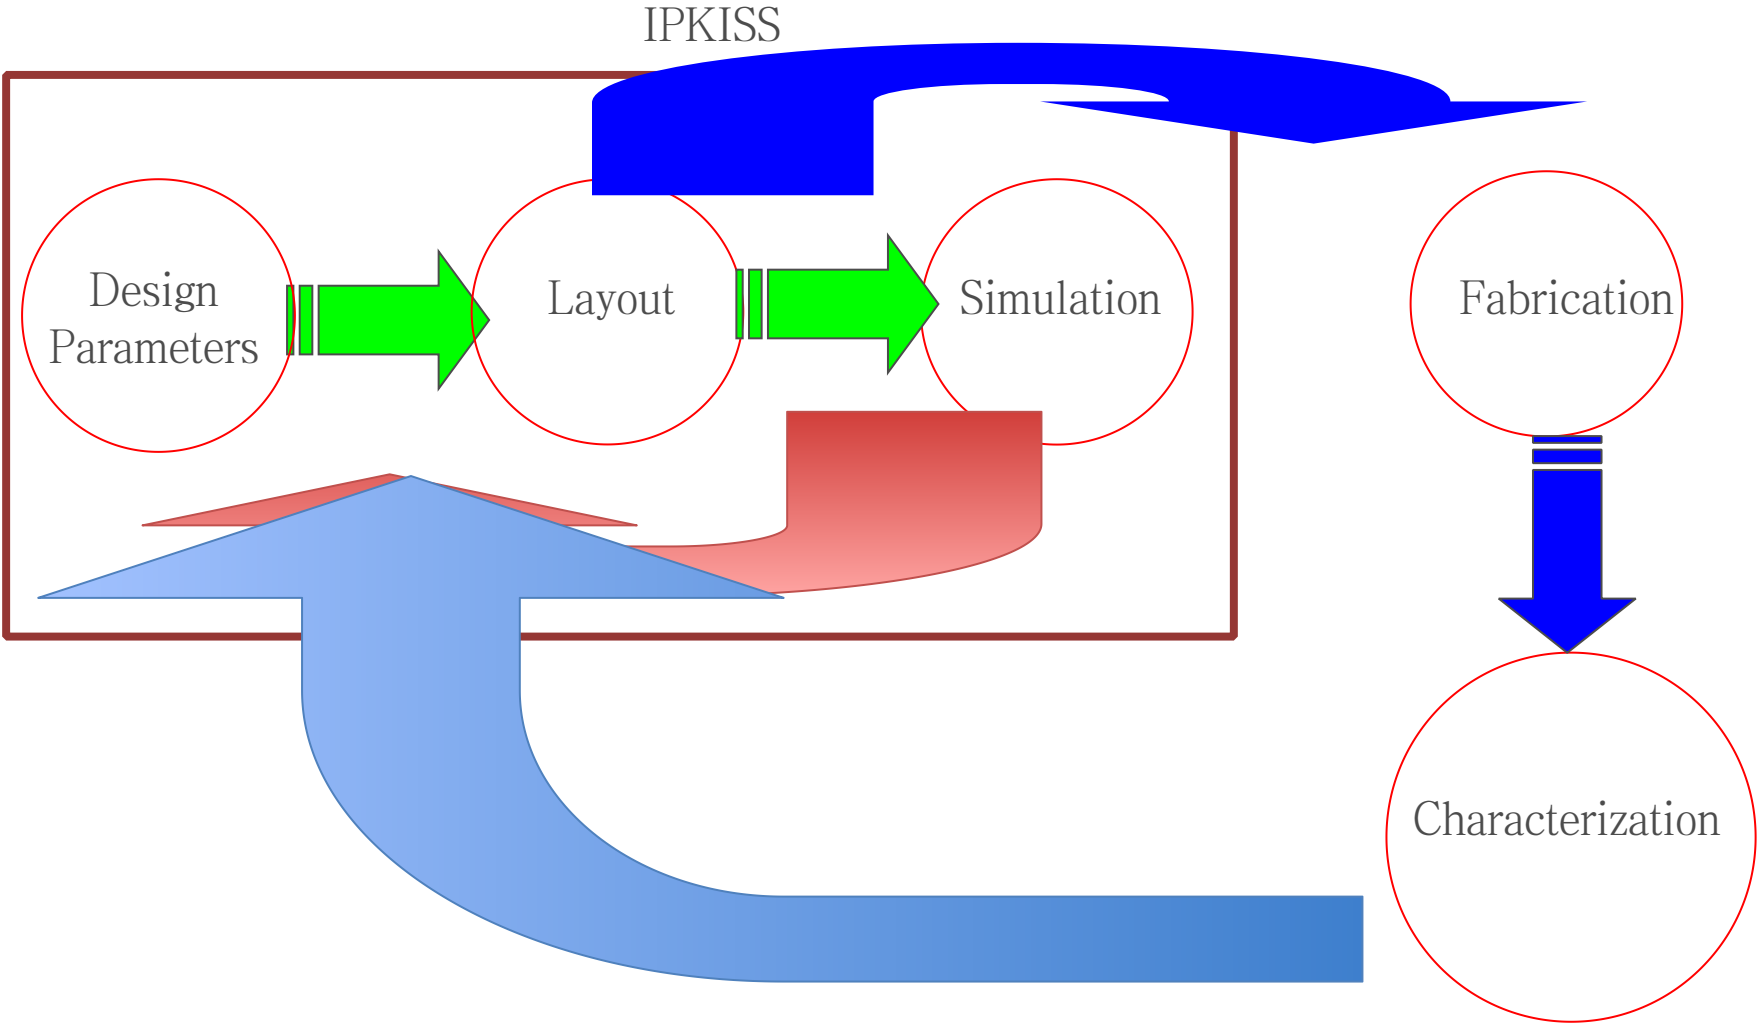 IPKISS
Design
Parameters
Layout
Simulation
Fabrication
Characterization